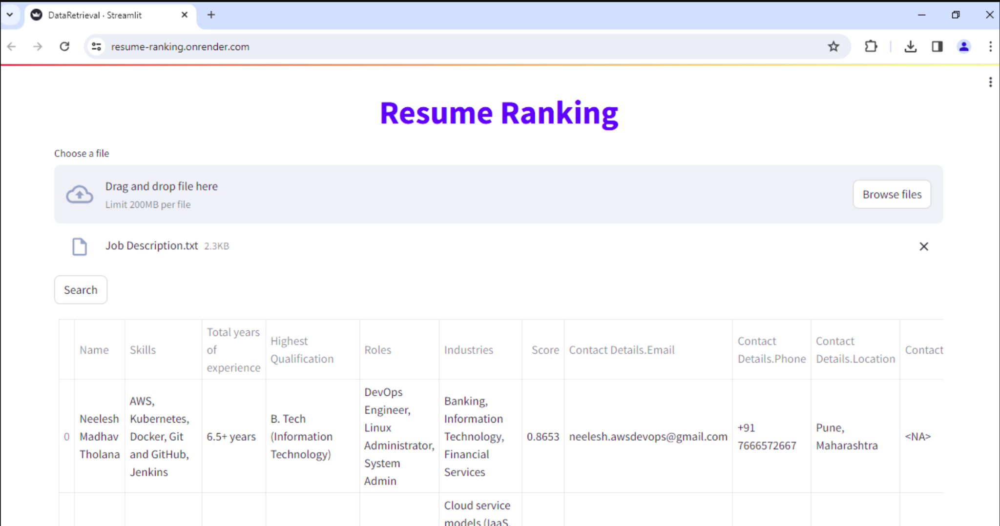 DataRetrieval · Streamlit
resume-ranking.onrender.com
Resume Ranking
Choose a file
Drag and drop file here
Limit 200MB per file
Browse files
Job Description.txt 2.3KB
Search
Name
Skills
Total years
of
experience
Highest
Qualification
Roles
Industries
Score
Contact Details.Email
Contact
Details.Phone
Contact
Details.Location
Contact
0
Neelesh
Madhav
Tholana
AWS,
Kubernetes,
Docker, Git
and GitHub,
Jenkins
6.5+ years
B. Tech
(Information
Technology)
DevOps
Engineer,
Linux
Administrator,
System
Admin
Banking,
Information
Technology,
Financial
Services
0.8653
neelesh.awsdevops@gmail.com
+91
7666572667
Pune,
Maharashtra
<NA>
Cloud service
models (IaaS,